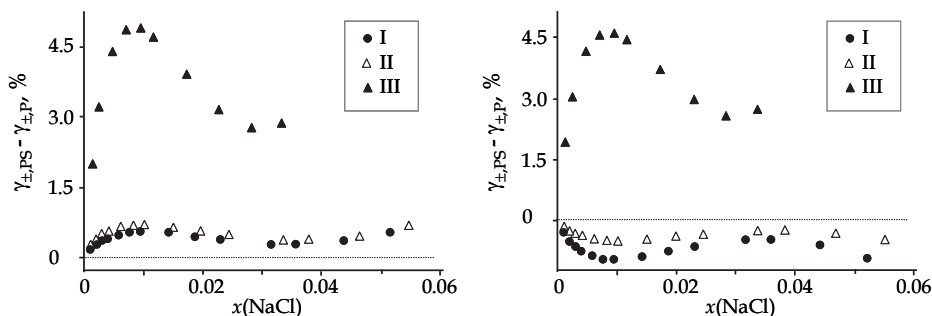 γ±,PS - γ±,P, %
4.5
3.0
1.5
0
0 0.02 0.04 0.06
x(NaCl)
I
II
III
γ±,PS - γ±,P, %
4.5
3.0
1.5
0
0 0.02 0.04 0.06
x(NaCl)
I
II
III